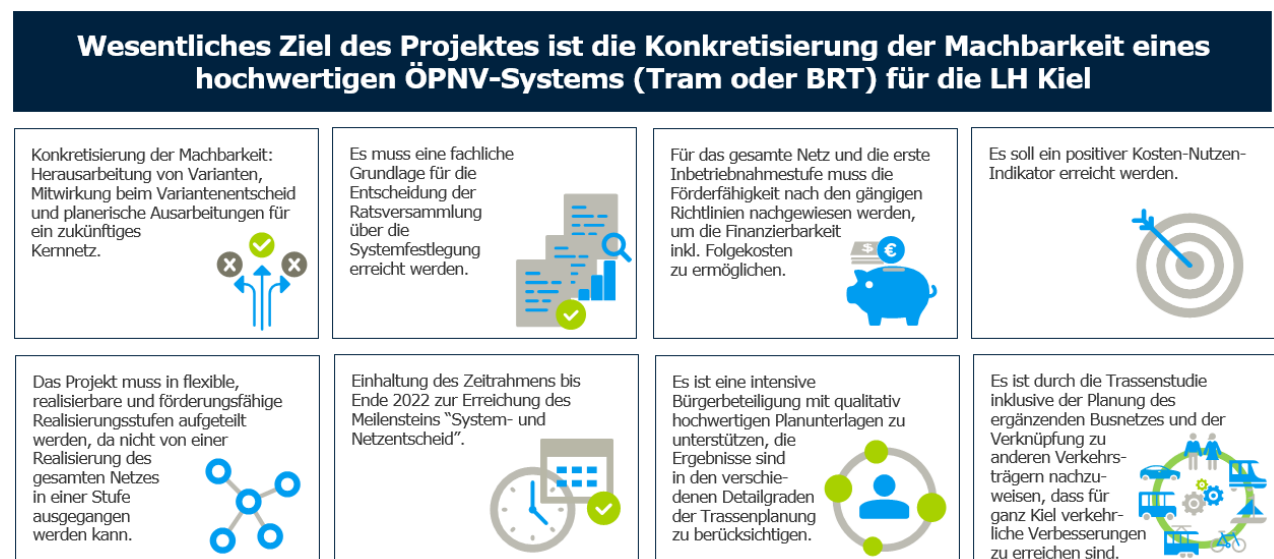 Wesentliches Ziel des Projektes ist die Konkretisierung der Machbarkeit eines
hochwertigen ÖPNV-Systems (Tram oder BRT) für die LH Kiel
Konkretisierung der Machbarkeit:
Herausarbeitung von Varianten,
Mitwirkung beim Variantenentscheid
und planerische Ausarbeitungen für
ein zukünftiges
Kernnetz.
Es muss eine fachliche
Grundlage für die
Entscheidung der
Ratsversammlung
über die
Systemfestlegung
erreicht werden.
Für das gesamte Netz und die erste
Inbetriebnahmestufe muss die
Förderfähigkeit nach den gängigen
Richtlinien nachgewiesen werden,
um die Finanzierbarkeit
inkl. Folgekosten
zu ermöglichen.
$ €
Es soll ein positiver Kosten-Nutzen-
Indikator erreicht werden.
Das Projekt muss in flexible,
realisierbare und förderungsfähige
Realisierungsstufen aufgeteilt
werden, da nicht von einer
Realisierung des
gesamten Netzes
in einer Stufe
ausgegangen
werden kann.
Einhaltung des Zeitrahmens bis
Ende 2022 zur Erreichung des
Meilensteins “System- und
Netzentscheid”.
Es ist eine intensive
Bürgerbeteiligung mit qualitativ
hochwertigen Planunterlagen zu
unterstützen, die
Ergebnisse sind
in den verschie-
denen Detailgraden
der Trassenplanung
zu berücksichtigen.
Es ist durch die Trassenstudie
inklusive der Planung des
ergänzenden Busnetzes und der
Verknüpfung zu
anderen Verkehrs-
trägern nachzu-
weisen, dass für
ganz Kiel verkehr-
liche Verbesserungen
zu erreichen sind.